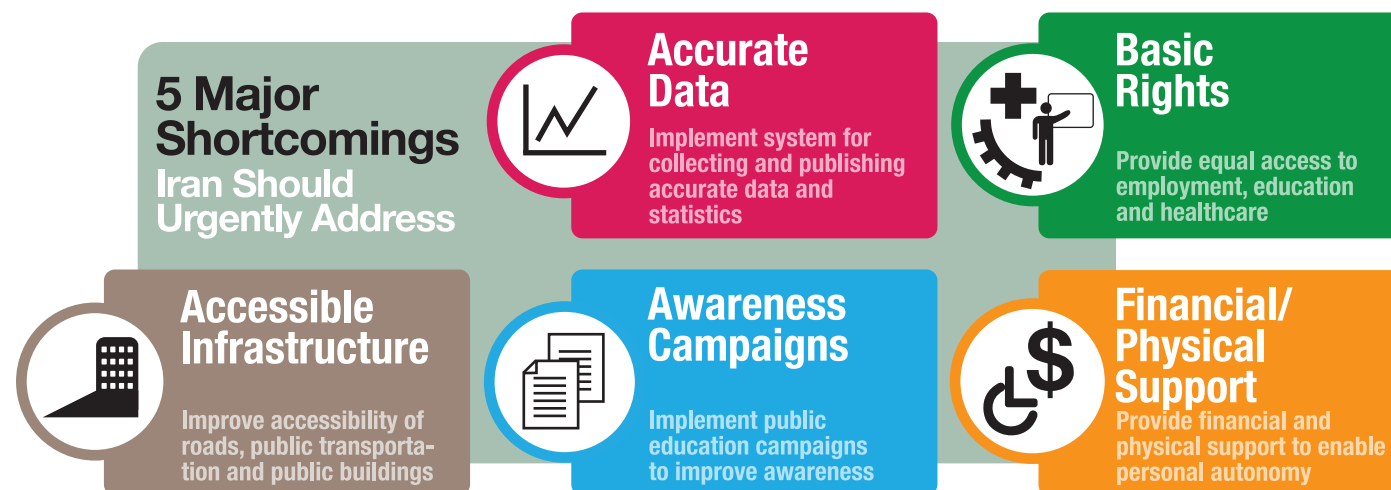 5 Major
Shortcomings
Iran Should
Urgently Address
Accurate
Data
Implement system for
collecting and publishing
accurate data and
statistics
Basic
Rights
Provide equal access to
employment, education
and healthcare
Accessible
Infrastructure
Improve accessibility of
roads, public transporta-
tion and public buildings
Awareness
Campaigns
Implement public
education campaigns
to improve awareness
Financial/
Physical
Support
Provide financial and
physical support to enable
personal autonomy
$